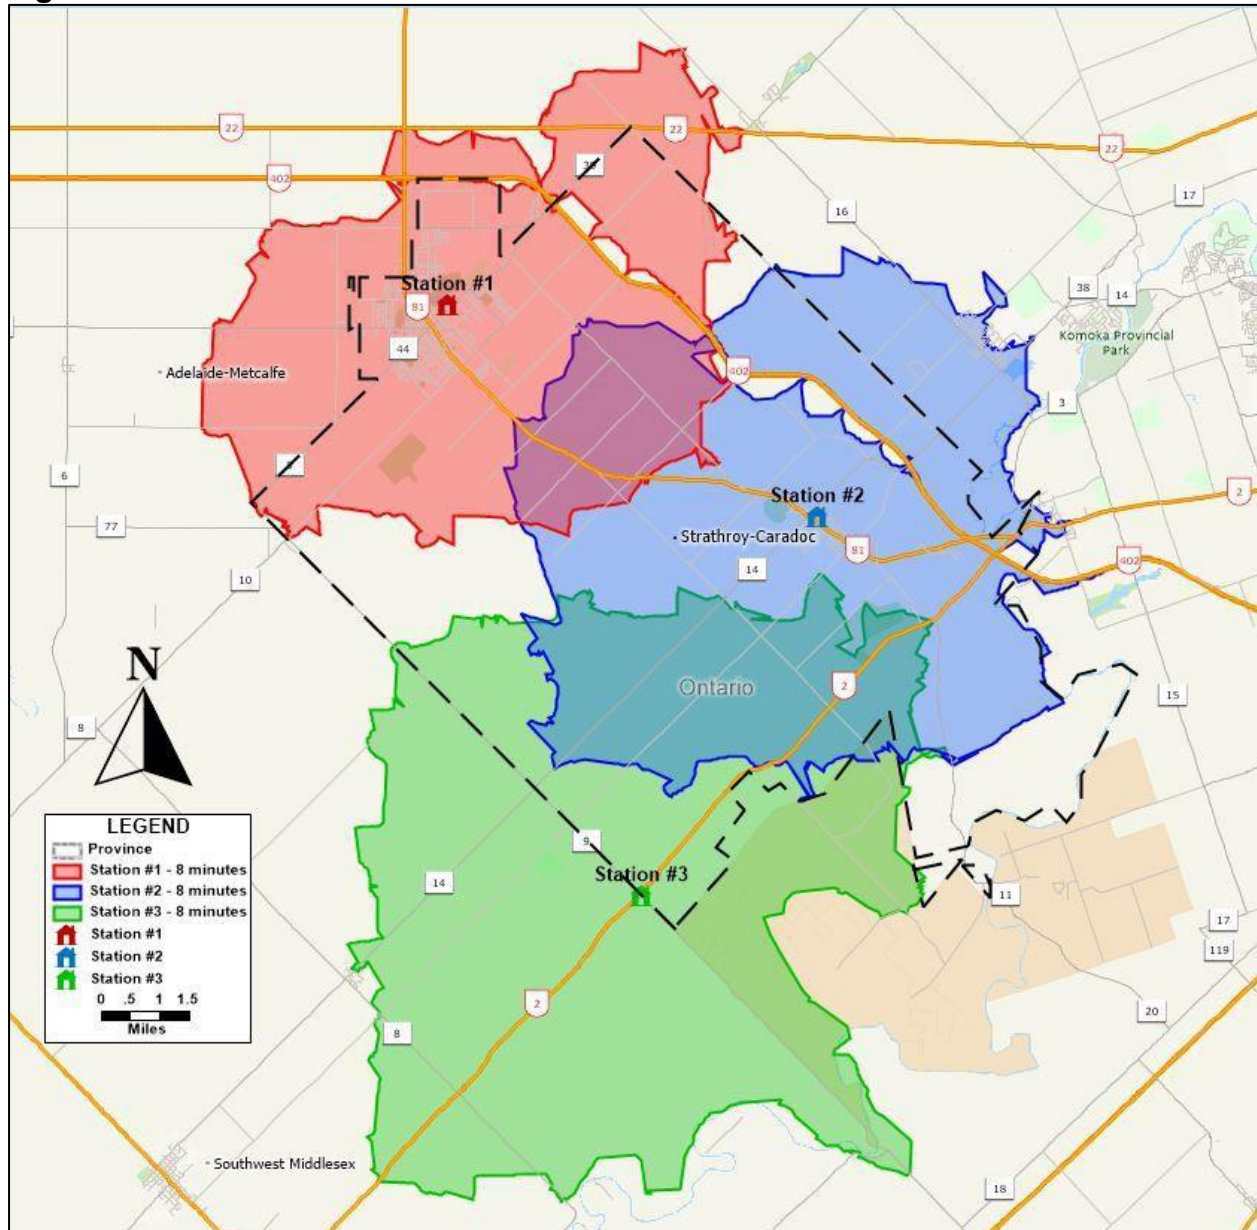 22
22
22
402
39
17
16
Station #1
81
38
14
Komoka Provincial
Park
44
Adelaide-Metcalfe
402
3
6
2
Station #2
77
Strathroy-Caradoc
81
402
14
10
N
Ontario
2
15
8
LEGEND
Province
Station #1 - 8 minutes
Station #2 - 8 minutes
Station #3 - 8 minutes
Station #1
Station #2
Station #3
0 .5 1 1.5
Miles
9
Station #3
14
11
17
119
2
20
8
Southwest Middlesex
18